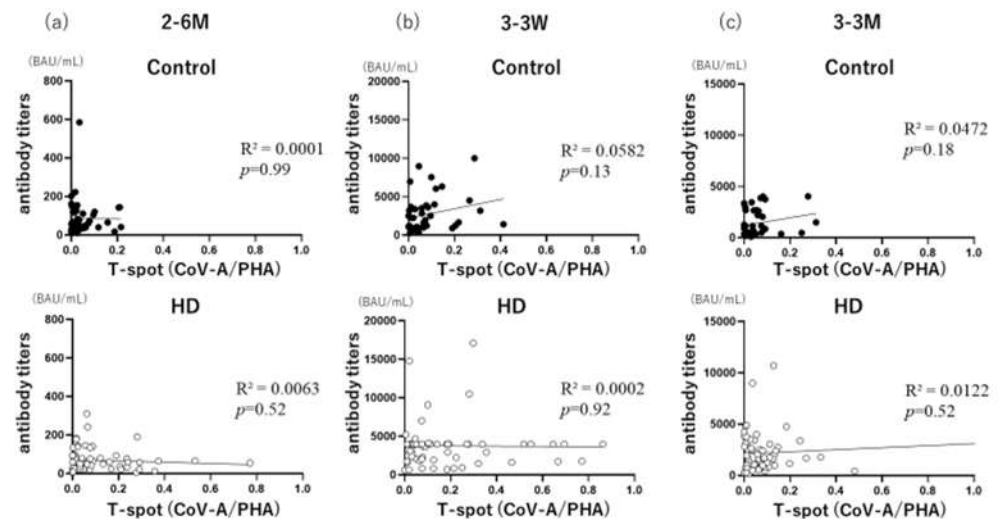 (a) 2-6M
(BAU/mL)
Control
800
600
400
200
0
antibody titers
R² = 0.0001
p=0.99
0.0 0.2 0.4 0.6 0.8 1.0
T-spot (CoV-A/PHA)
(b) 3-3W
(BAU/mL)
Control
20000
15000
10000
5000
0
antibody titers
R² = 0.0582
p=0.13
0.0 0.2 0.4 0.6 0.8 1.0
T-spot (CoV-A/PHA)
(c) 3-3M
(BAU/mL)
Control
15000
10000
5000
0
antibody titers
R² = 0.0472
p=0.18
0.0 0.2 0.4 0.6 0.8 1.0
T-spot (CoV-A/PHA)
(BAU/mL)
HD
800
600
400
200
0
antibody titers
R² = 0.0063
p=0.52
0.0 0.2 0.4 0.6 0.8 1.0
T-spot (CoV-A/PHA)
(BAU/mL)
HD
20000
15000
10000
5000
0
antibody titers
R² = 0.0002
p=0.92
0.0 0.2 0.4 0.6 0.8 1.0
T-spot (CoV-A/PHA)
(BAU/mL)
HD
15000
10000
5000
0
antibody titers
R² = 0.0122
p=0.52
0.0 0.2 0.4 0.6 0.8 1.0
T-spot (CoV-A/PHA)